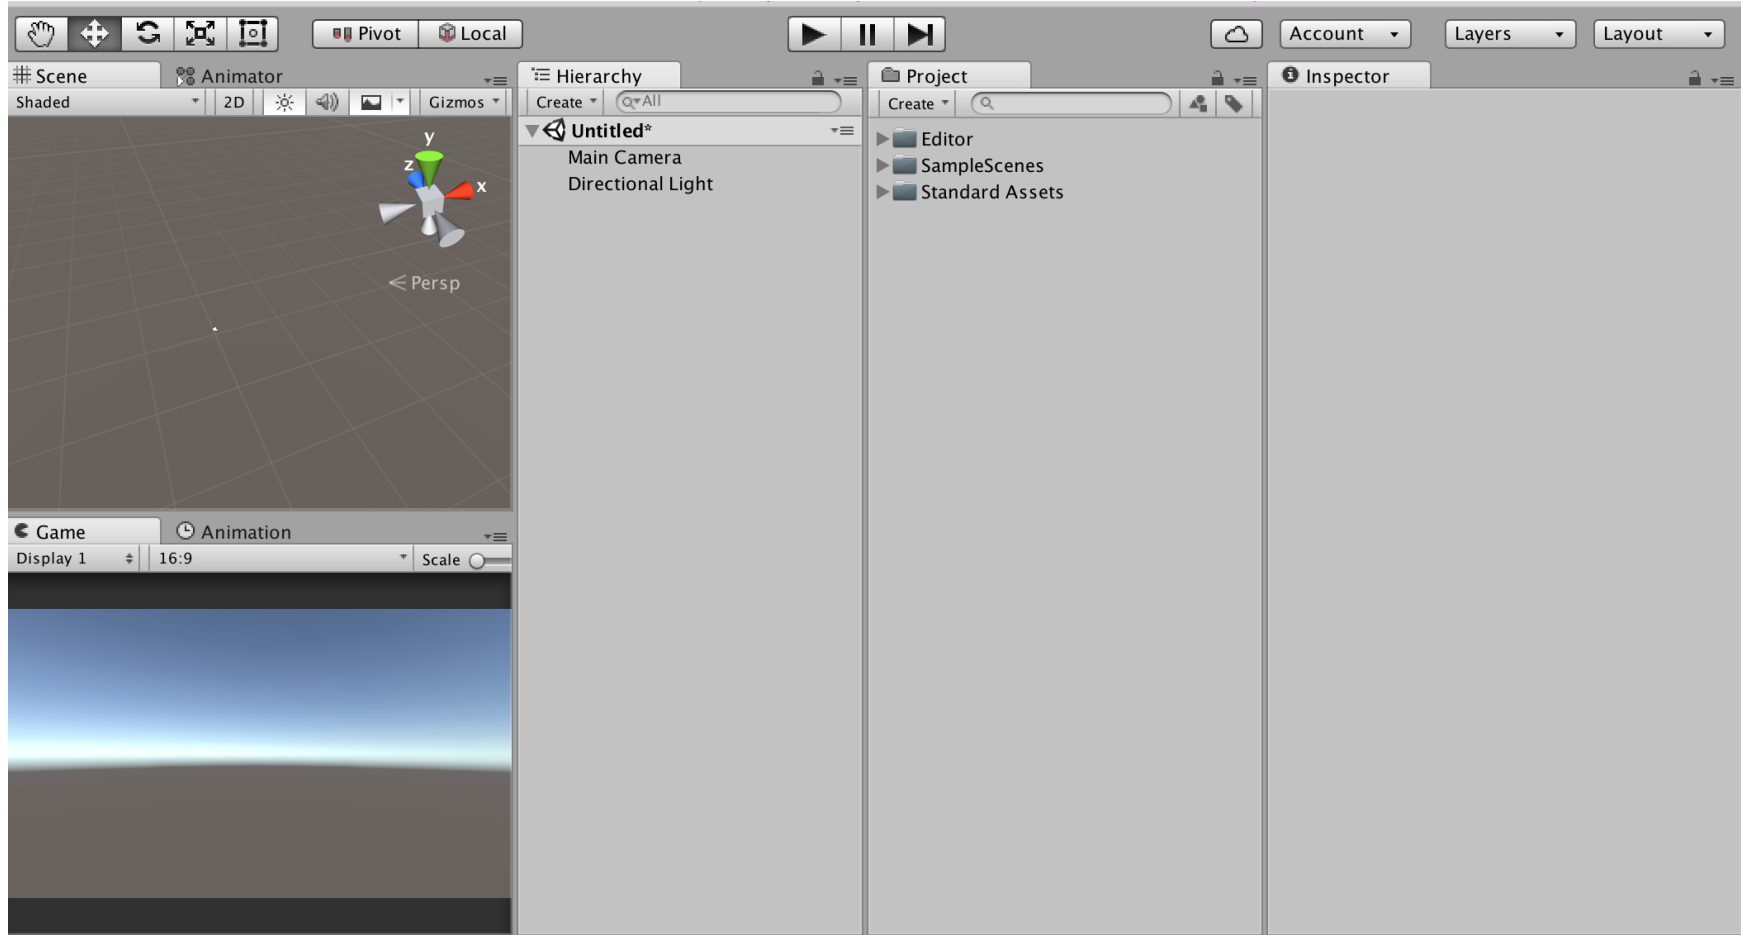 Pivot Local Account Layers Layout
Scene Animator
Shaded 2D Gizmos
y
z
x
Persp
Game Animation
Display 1 16:9 Scale
Hierarchy
Create All
Untitled*
Main Camera
Directional Light
Project
Create
Editor
SampleScenes
Standard Assets
Inspector